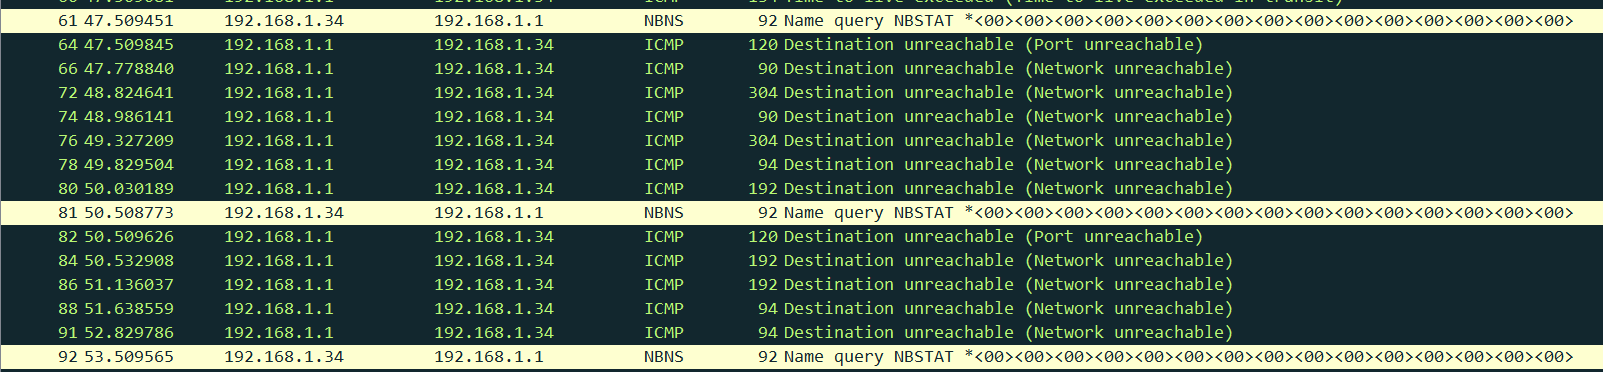 60 47.509081 192.168.1.1 192.168.1.34 ICMP 134 Time to live exceeded (Time to live exceeded in transit)
61 47.509451 192.168.1.34 192.168.1.1 NBNS 92 Name query NBSTAT *<00><00><00><00><00><00><00><00><00><00><00><00><00><00><00>
64 47.509845 192.168.1.1 192.168.1.34 ICMP 120 Destination unreachable (Port unreachable)
66 47.778840 192.168.1.1 192.168.1.34 ICMP 90 Destination unreachable (Network unreachable)
72 48.824641 192.168.1.1 192.168.1.34 ICMP 304 Destination unreachable (Network unreachable)
74 48.986141 192.168.1.1 192.168.1.34 ICMP 90 Destination unreachable (Network unreachable)
76 49.327209 192.168.1.1 192.168.1.34 ICMP 304 Destination unreachable (Network unreachable)
78 49.829504 192.168.1.1 192.168.1.34 ICMP 94 Destination unreachable (Network unreachable)
80 50.030189 192.168.1.1 192.168.1.34 ICMP 192 Destination unreachable (Network unreachable)
81 50.508773 192.168.1.34 192.168.1.1 NBNS 92 Name query NBSTAT *<00><00><00><00><00><00><00><00><00><00><00><00><00><00><00>
82 50.509626 192.168.1.1 192.168.1.34 ICMP 120 Destination unreachable (Port unreachable)
84 50.532908 192.168.1.1 192.168.1.34 ICMP 192 Destination unreachable (Network unreachable)
86 51.136037 192.168.1.1 192.168.1.34 ICMP 192 Destination unreachable (Network unreachable)
88 51.638559 192.168.1.1 192.168.1.34 ICMP 94 Destination unreachable (Network unreachable)
91 52.829786 192.168.1.1 192.168.1.34 ICMP 94 Destination unreachable (Network unreachable)
92 53.509565 192.168.1.34 192.168.1.1 NBNS 92 Name query NBSTAT *<00><00><00><00><00><00><00><00><00><00><00><00><00><00><00>